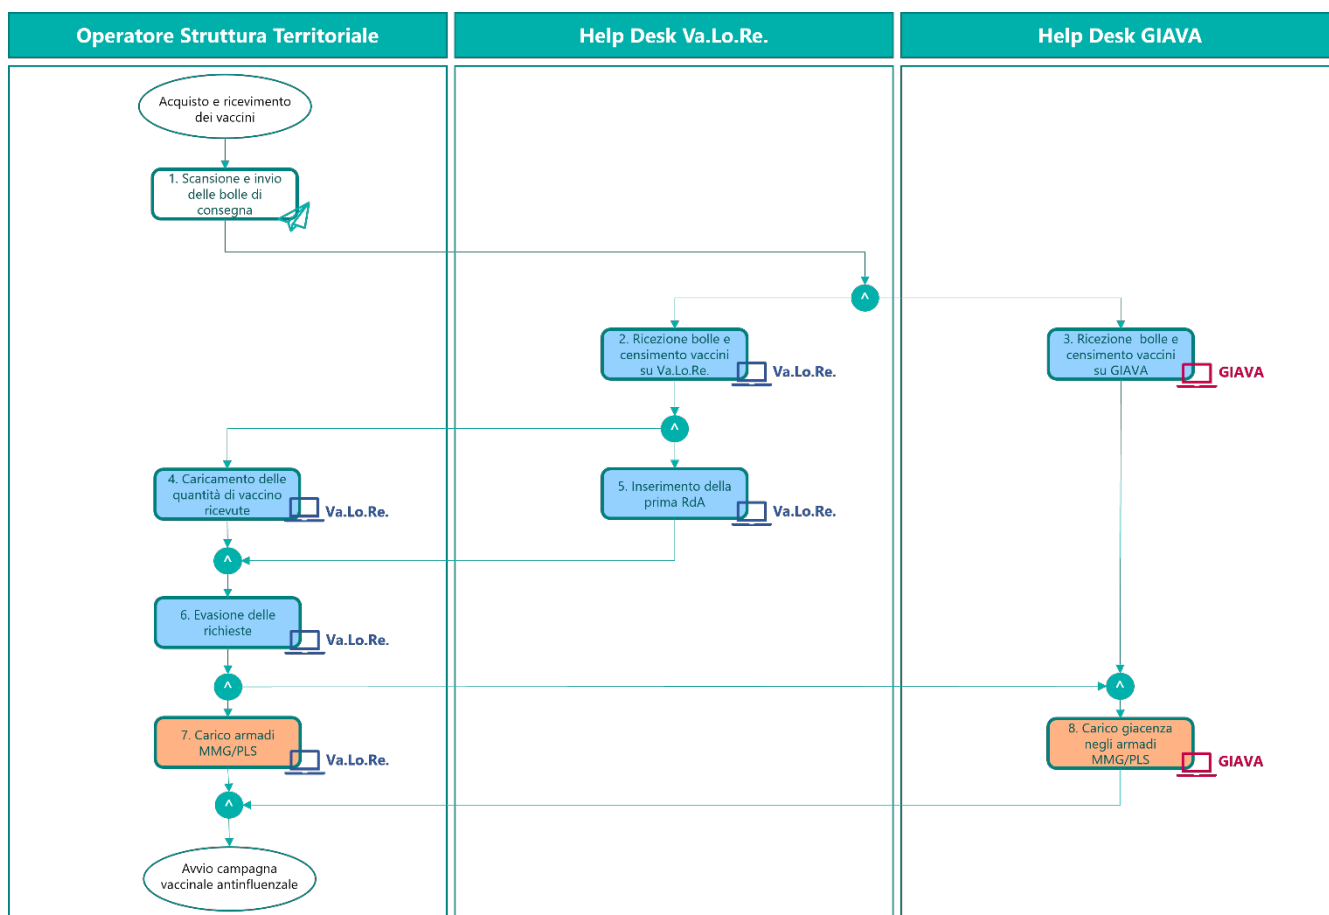 Operatore Struttura Territoriale
Help Desk Va.Lo.Re.
Help Desk GIAVA
Acquisto e ricevimento
dei vaccini
1. Scansione e invio
delle bolle di
consegna
^
2. Ricezione bolle e
censimento vaccini
su Va.Lo.Re.
Va.Lo.Re.
3. Ricezione bolle e
censimento vaccini
su GIAVA
GIAVA
^
4. Caricamento delle
quantità di vaccino
ricevute
Va.Lo.Re.
5. Inserimento della
prima RdA
Va.Lo.Re.
^
6. Evasione delle
richieste
Va.Lo.Re.
^
^
7. Carico armadi
MMG/PLS
Va.Lo.Re.
8. Carico giacenza
negli armadi
MMG/PLS
GIAVA
^
Avvio campagna
vaccinale antinfluenzale